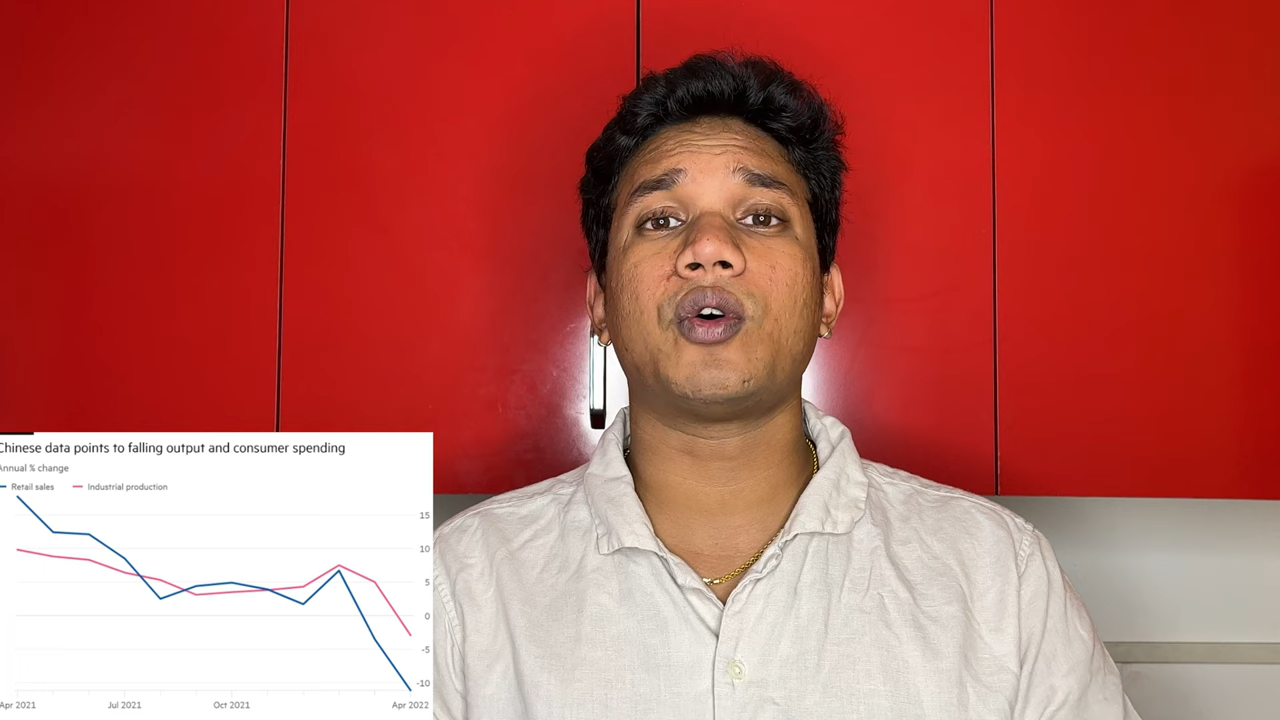 Chinese data points to falling output and consumer spending
Annual % change
Retail sales Industrial production
15
10
5
0
-5
-10
Apr 2021 Jul 2021 Oct 2021 Apr 2022